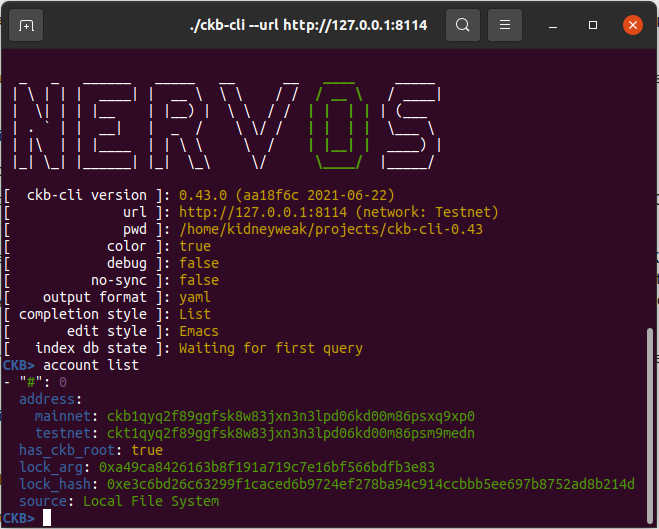 ./ckb-cli --url http://127.0.0.1:8114
NERVOS
[  ckb-cli version ]: 0.43.0 (aa18f6c 2021-06-22)
[              url ]: http://127.0.0.1:8114 (network: Testnet)
[              pwd ]: /home/kidneyweak/projects/ckb-cli-0.43
[            color ]: true
[            debug ]: false
[          no-sync ]: false
[    output format ]: yaml
[ completion style ]: List
[       edit style ]: Emacs
[   index db state ]: Waiting for first query
CKB> account list
- "#": 0
  address:
    mainnet: ckb1qyq2f89ggfsk8w83jxn3n3lpd06kd00m86psxq9xp0
    testnet: ckt1qyq2f89ggfsk8w83jxn3n3lpd06kd00m86psm9medn
  has_ckb_root: true
  lock_arg: 0xa49ca8426163b8f191a719c7e16bf566bdfb3e83
  lock_hash: 0xe3c6bd26c63299f1caced6b9724ef278ba94c914ccbbb5ee697b8752ad8b214d
  source: Local File System
CKB>